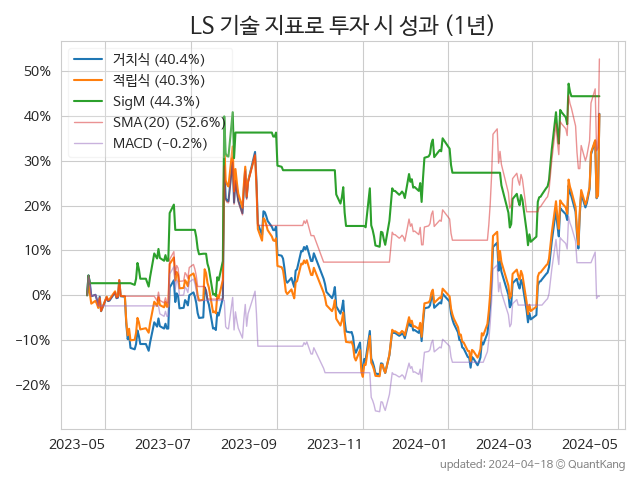 LS 기술 지표로 투자 시 성과 (1년)
거치식 (40.4%)
적립식 (40.3%)
SigM (44.3%)
SMA(20) (52.6%)
MACD (-0.2%)
50%
40%
30%
20%
10%
0%
-10%
-20%
2023-05 2023-07 2023-09 2023-11 2024-01 2024-03 2024-05
updated: 2024-04-18 ⓒ QuantKang